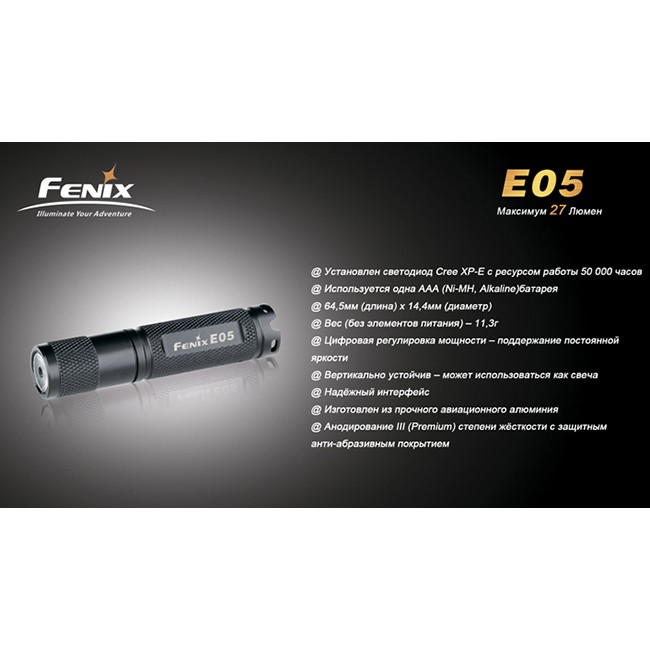 FENIX
Illuminate Your Adventure
E05
Максимум 27 Люмен
@ Установлен светодиод Cree XP-E с ресурсом работы 50 000 часов
@ Используется одна AAA (Ni-MH, Alkaline)батарея
@ 64,5мм (длина) x 14,4мм (диаметр)
@ Вес (без элементов питания) – 11,3г
@ Цифровая регулировка мощности – поддержание постоянной
яркости
@ Вертикально устойчив – может использоваться как свеча
@ Надёжный интерфейс
@ Изготовлен из прочного авиационного алюминия
@ Анодирование III (Premium) степени жёсткости с защитным
анти-абразивным покрытием
FENIX E05